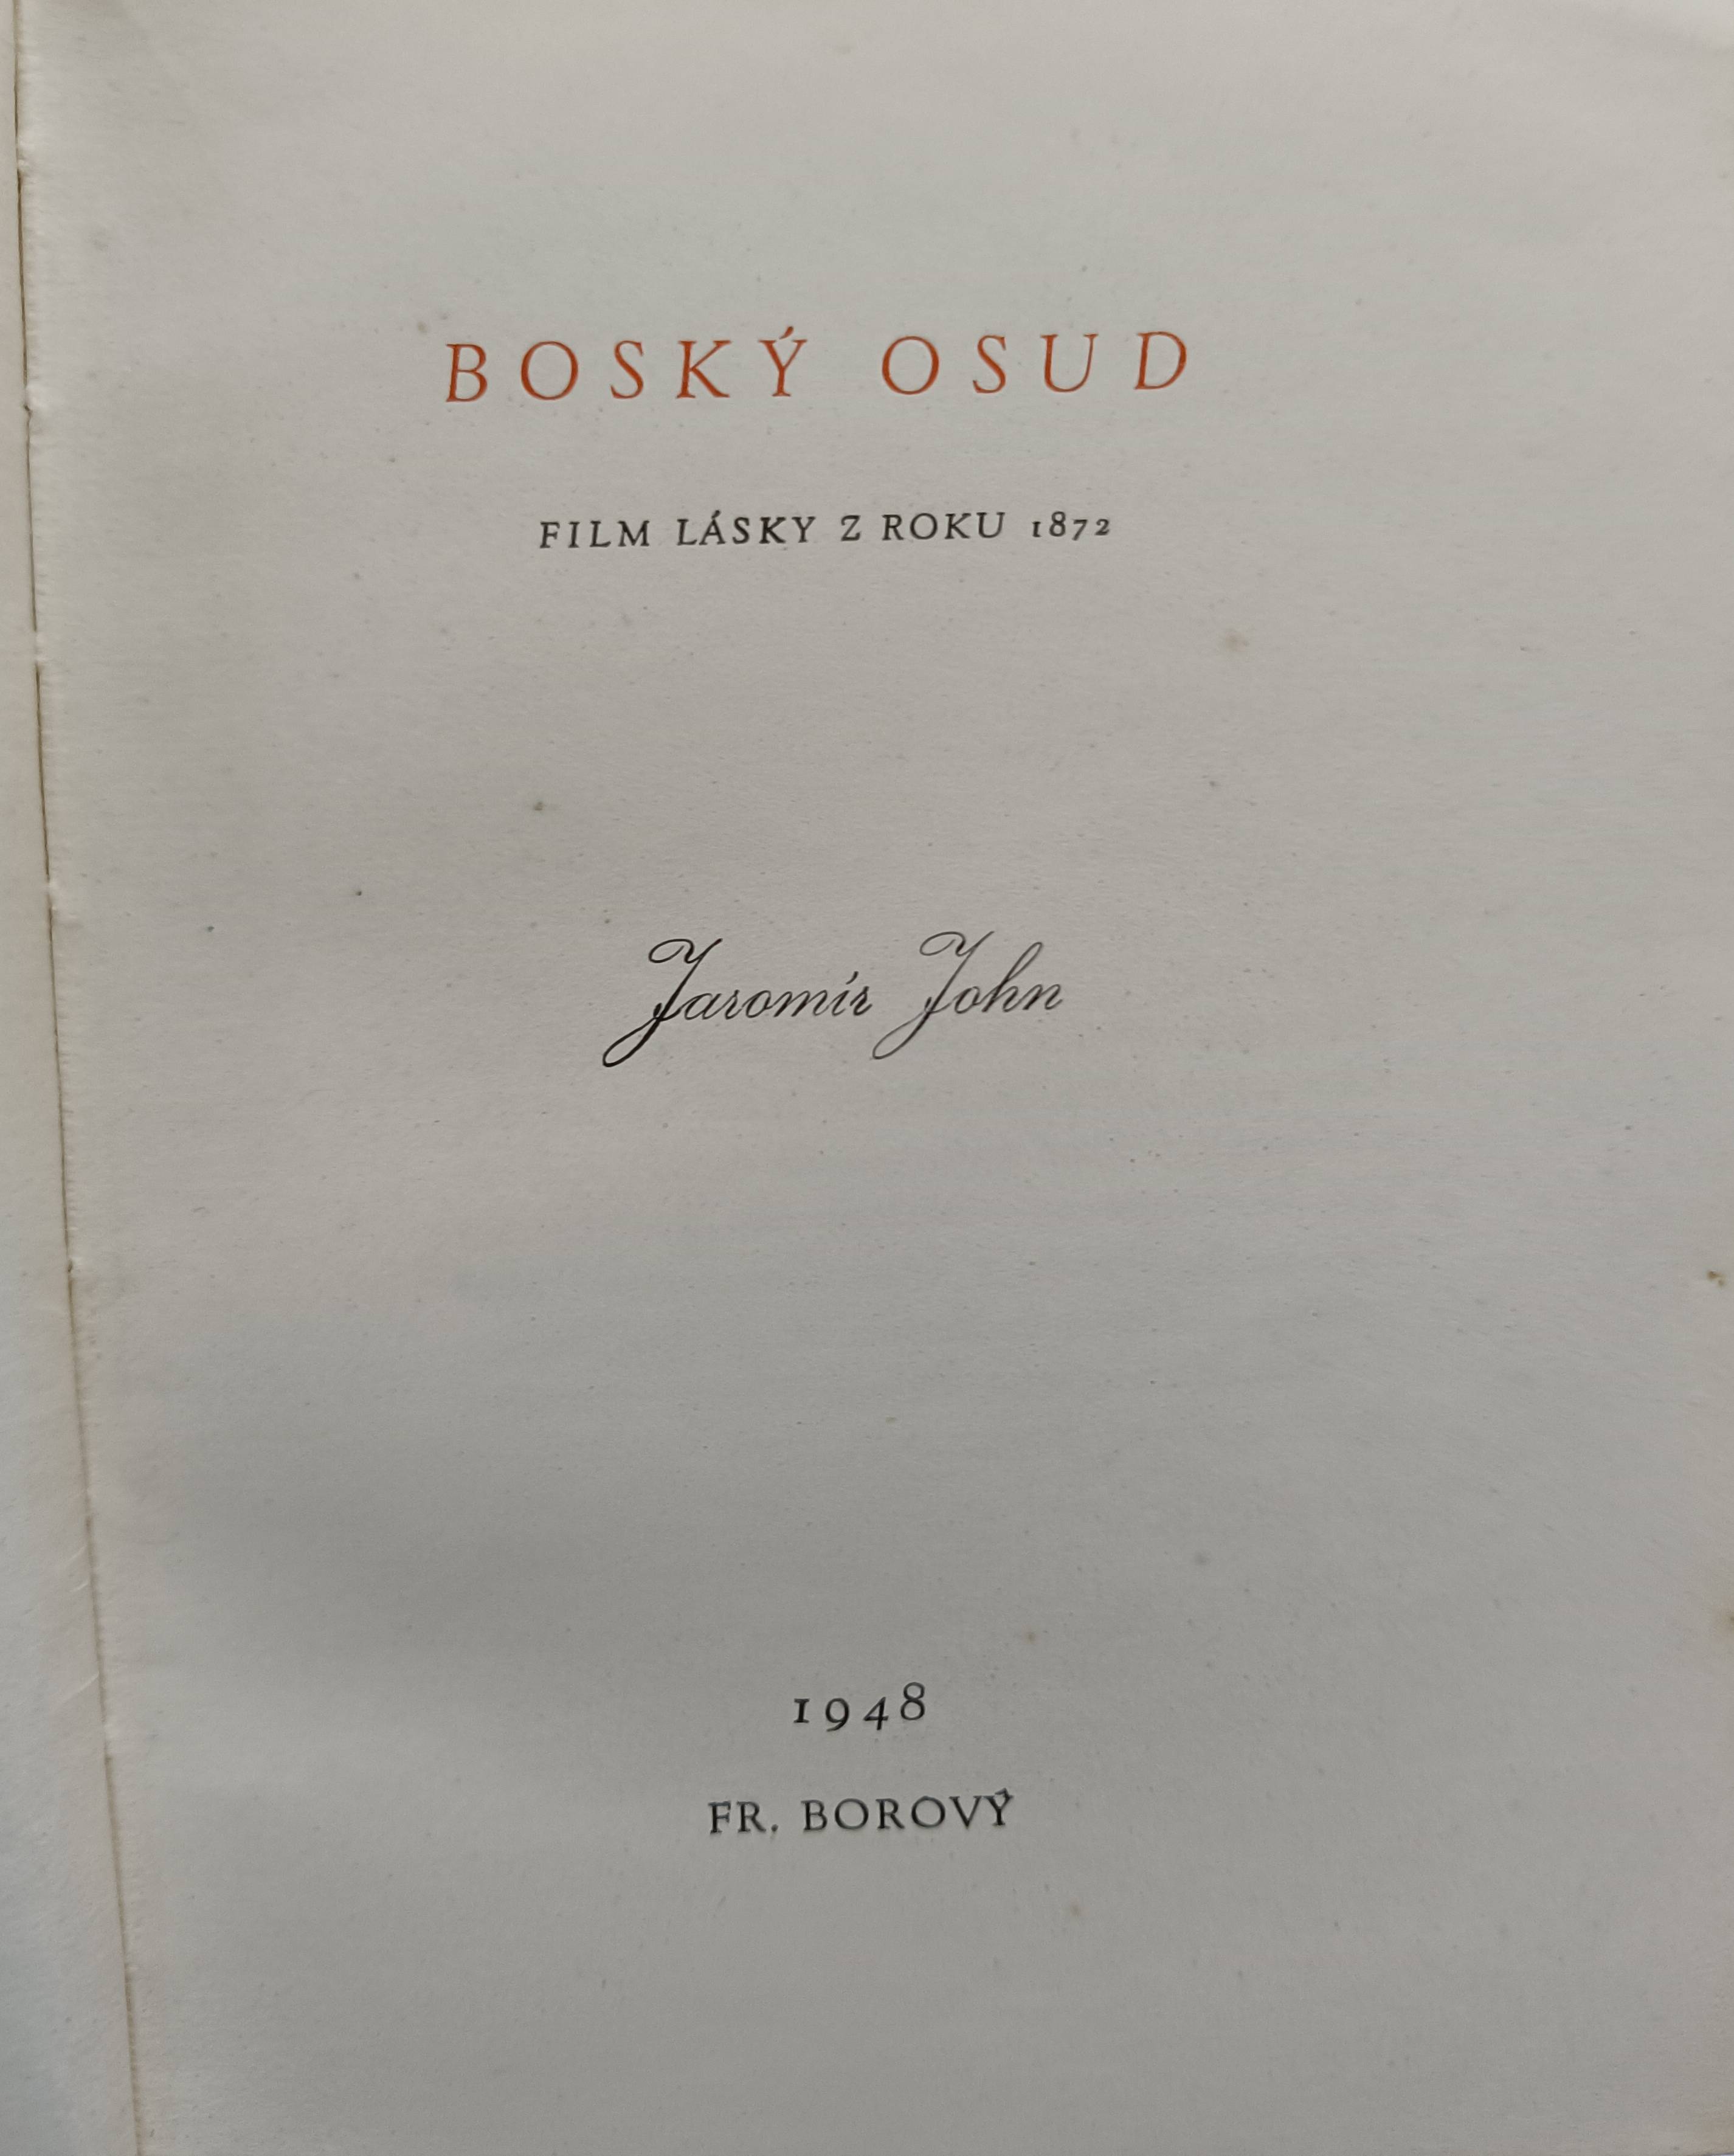 BOSKÝ OSUD
FILM LÁSKY Z ROKU 1872
Jaromír John
1948
FR. BOROVÝ